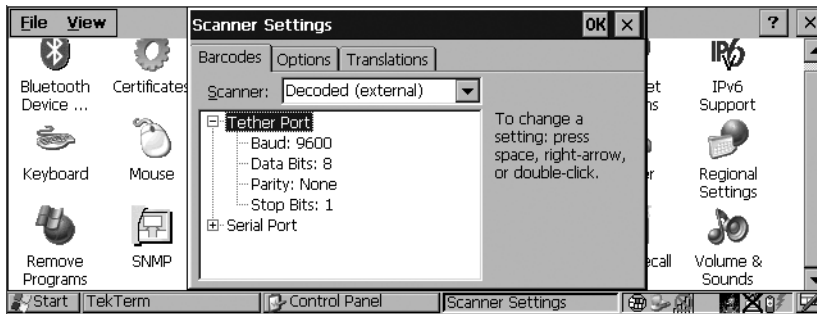 File View
?
Bluetooth
Device ...
Certificates
IPv6
Support
Keyboard
Mouse
Regional
Settings
Remove
Programs
SNMP
Volume &
Sounds
Scanner Settings
OK
Barcodes
Options
Translations
Scanner: Decoded (external)
Tether Port
Baud: 9600
Data Bits: 8
Parity: None
Stop Bits: 1
Serial Port
To change a
setting: press
space, right-arrow,
or double-click.
Start
TekTerm
Control Panel
Scanner Settings